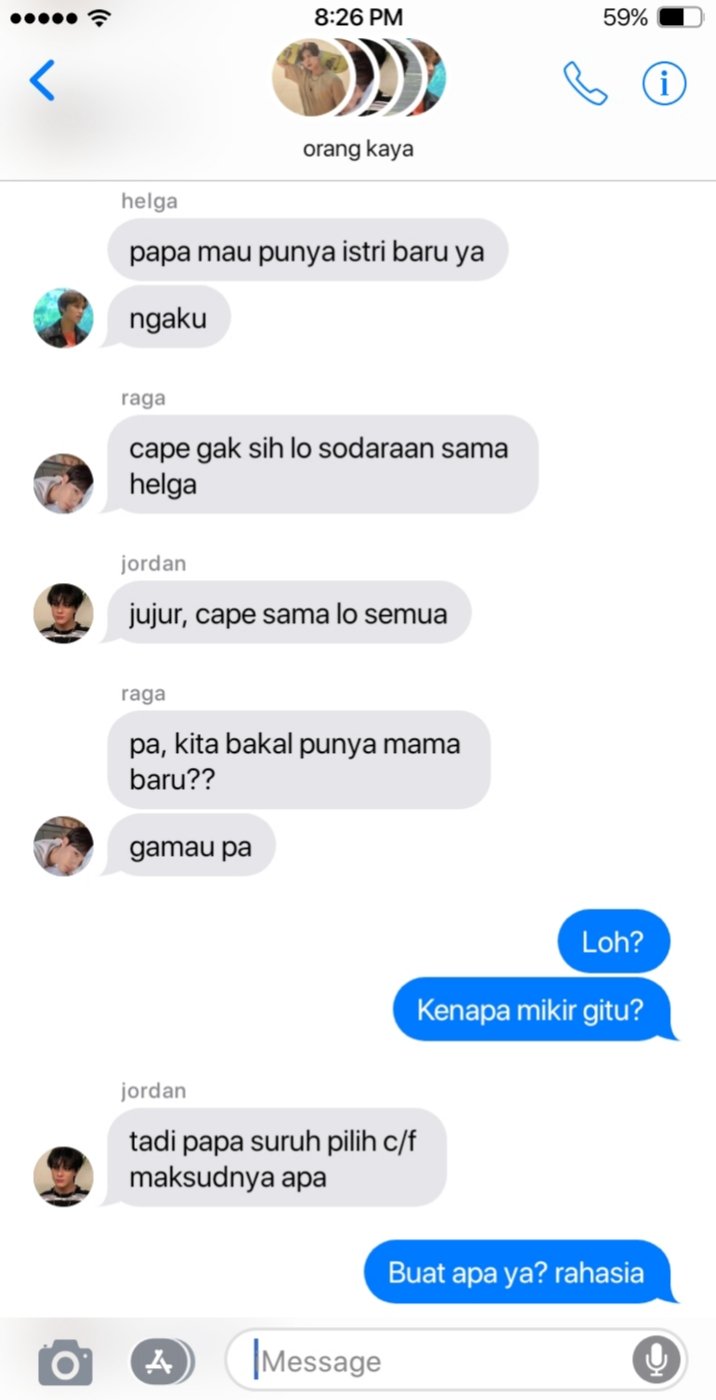 8:26 PM
59%
orang kaya
helga
papa mau punya istri baru ya
ngaku
raga
cape gak sih lo sodaraan sama
helga
jordan
jujur, cape sama lo semua
raga
pa, kita bakal punya mama
baru??
gamau pa
Loh?
Kenapa mikir gitu?
jordan
tadi papa suruh pilih c/f
maksudnya apa
Buat apa ya? rahasia
Message